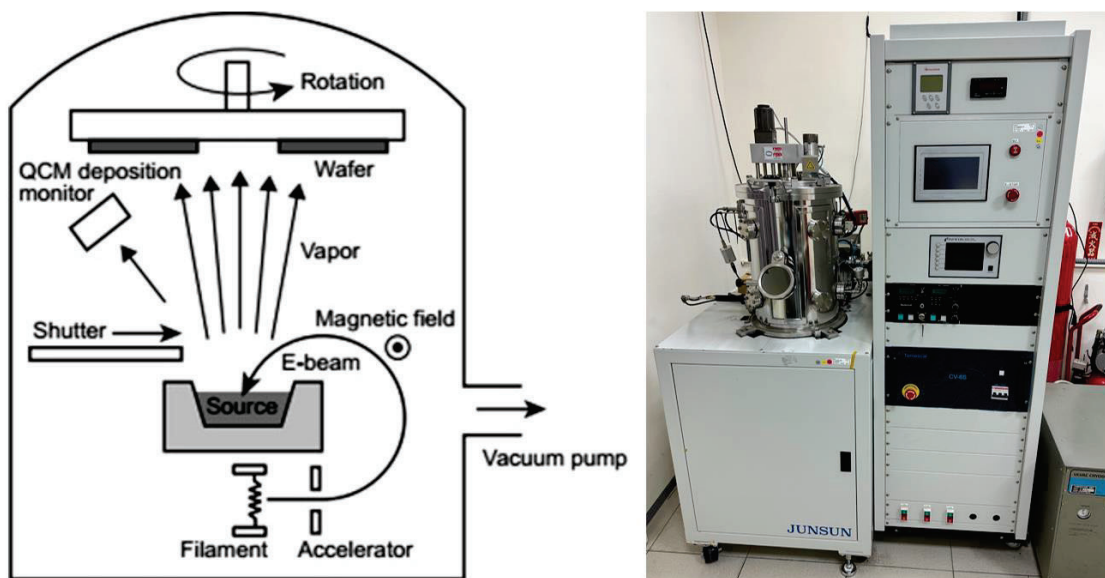 Rotation
QCM deposition
monitor
Wafer
Vapor
Shutter
Magnetic field
E-beam
Source
Vacuum pump
Filament
Accelerator
JUNSUN